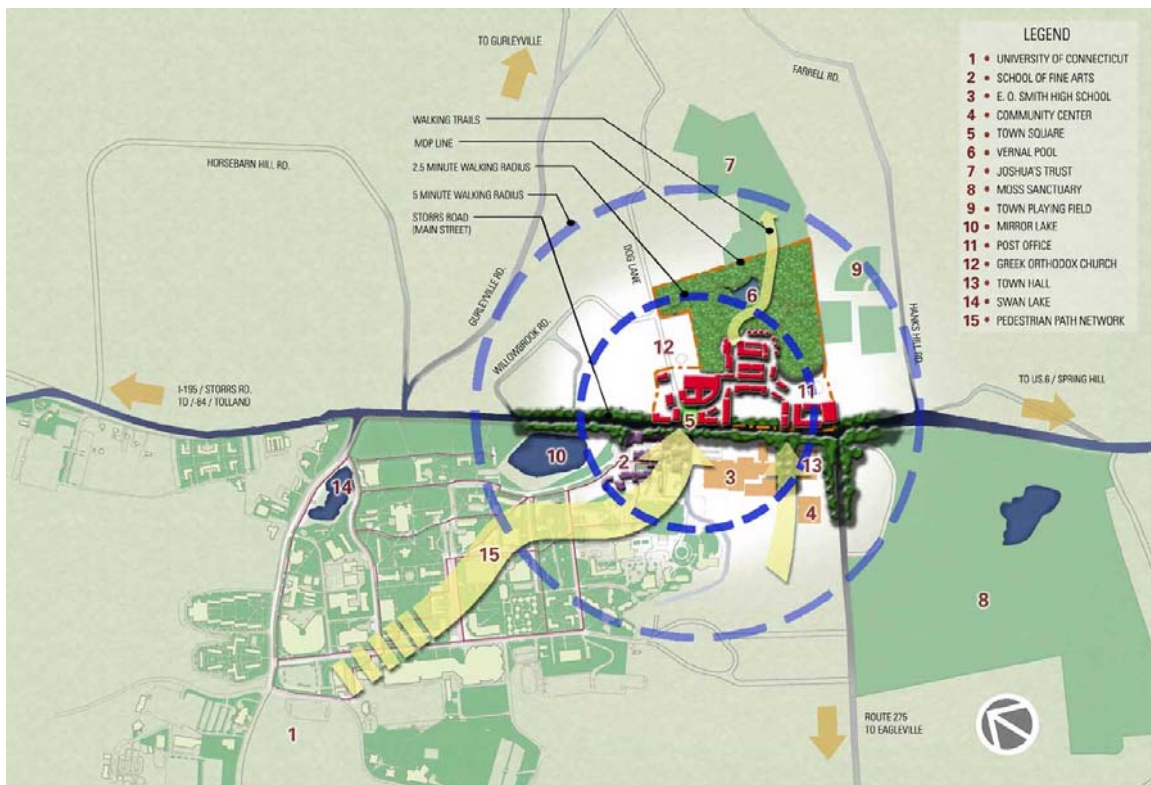 TO GURLEYVILLE
FARRELL RD.
LEGEND
1 • UNIVERSITY OF CONNECTICUT
2 • SCHOOL OF FINE ARTS
3 • E. O. SMITH HIGH SCHOOL
4 • COMMUNITY CENTER
5 • TOWN SQUARE
6 • VERNAL POOL
7 • JOSHUA'S TRUST
8 • MOSS SANCTUARY
9 • TOWN PLAYING FIELD
10 • MIRROR LAKE
11 • POST OFFICE
12 • GREEK ORTHODOX CHURCH
13 • TOWN HALL
14 • SWAN LAKE
15 • PEDESTRIAN PATH NETWORK
WALKING TRAILS
MDP LINE
2.5 MINUTE WALKING RADIUS
5 MINUTE WALKING RADIUS
STORRS ROAD
(MAIN STREET)
HORSEBARN HILL RD.
DOG LANE
GURLEYVILLE RD.
WILLOWBROOK RD.
HANKS HILL RD
7
9
6
12
11
I-195 / STORRS RD.
TO /-84 / TOLLAND
TO US.6 / SPRING HILL
5
10
2
3
13
14
4
15
8
1
ROUTE 275
TO EAGLEVILLE